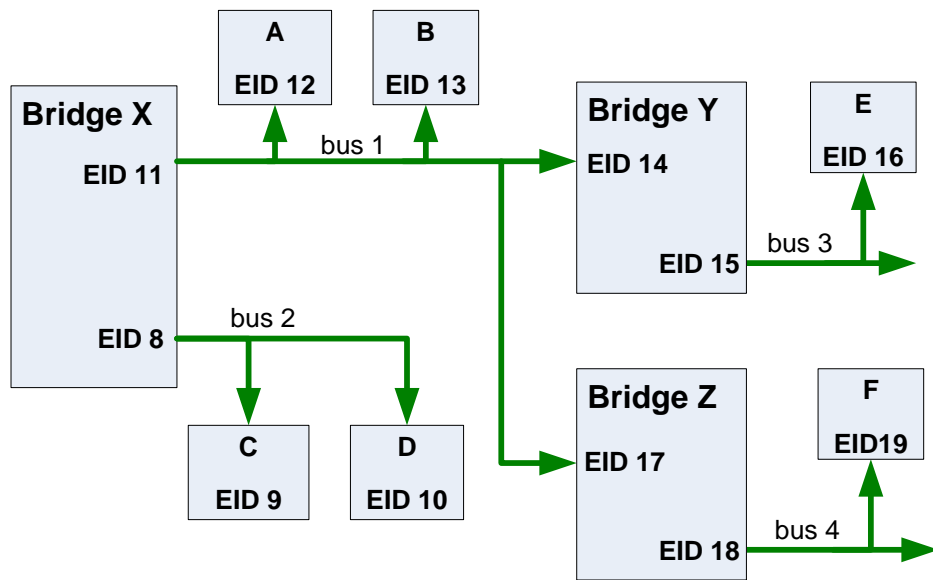 A
EID 12
B
EID 13
Bridge X
EID 11
bus 1
EID 8
bus 2
C
EID 9
D
EID 10
Bridge Y
EID 14
EID 15
bus 3
E
EID 16
Bridge Z
EID 17
EID 18
bus 4
F
EID19